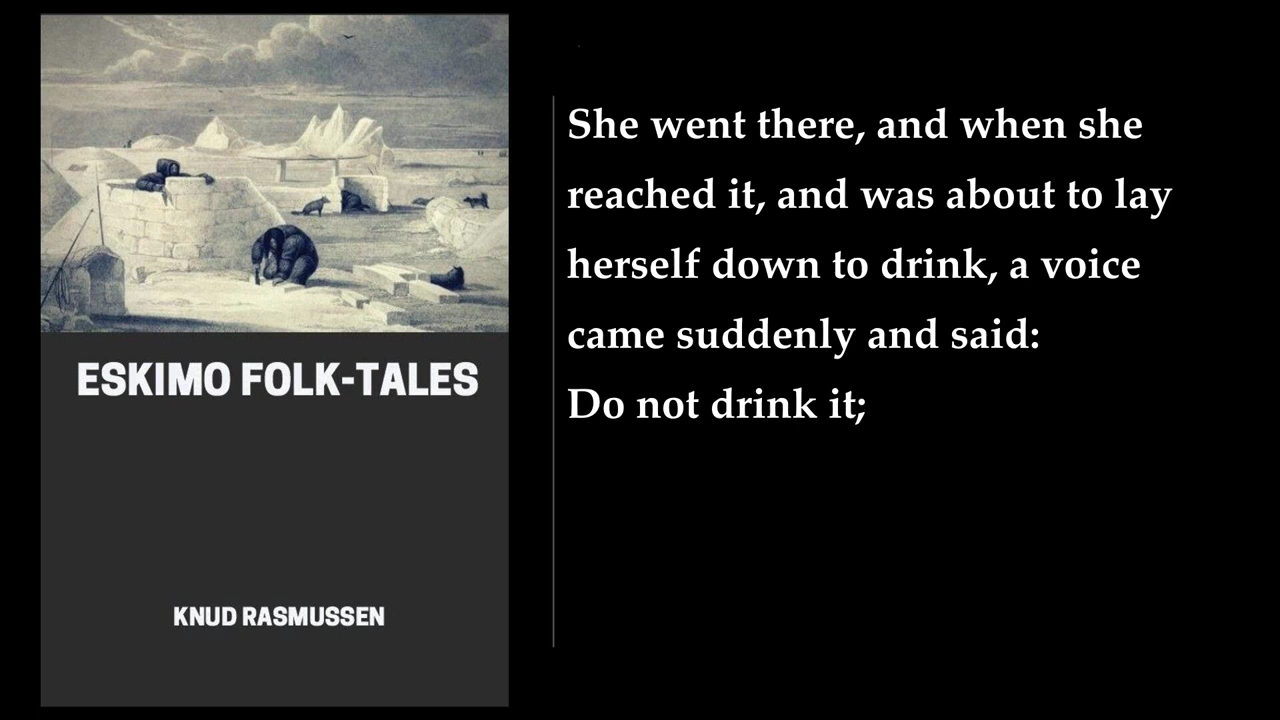 ESKIMO FOLK-TALES
KNUD RASMUSSEN
She went there, and when she
reached it, and was about to lay
herself down to drink, a voice
came suddenly and said:
Do not drink it;